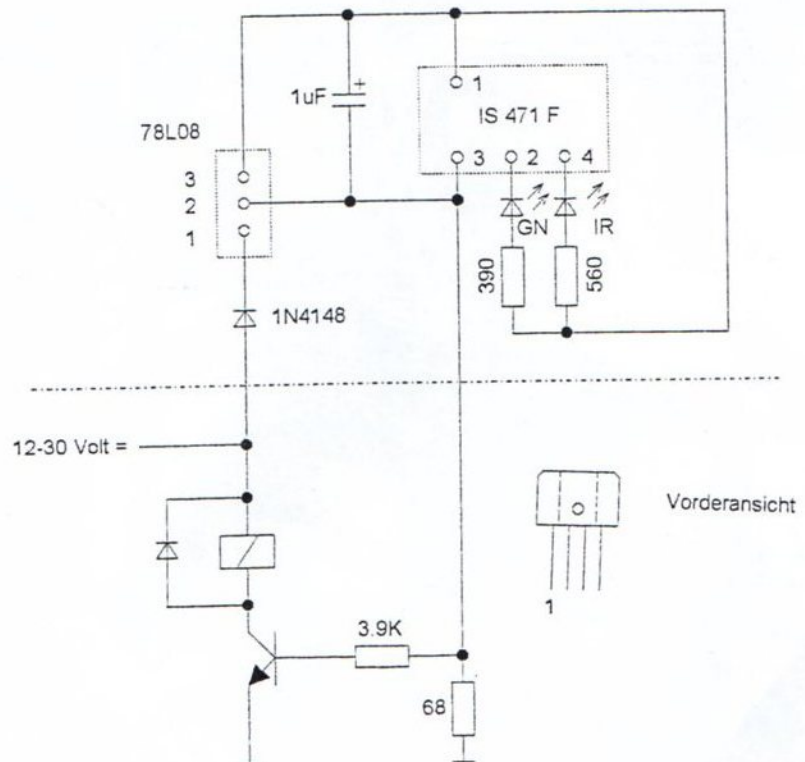 1
1uF
+
IS 471 F
78L08
3
2
4
3
2
1
GN
IR
390
560
1N4148
12-30 Volt =
Vorderansicht
1
3.9K
68